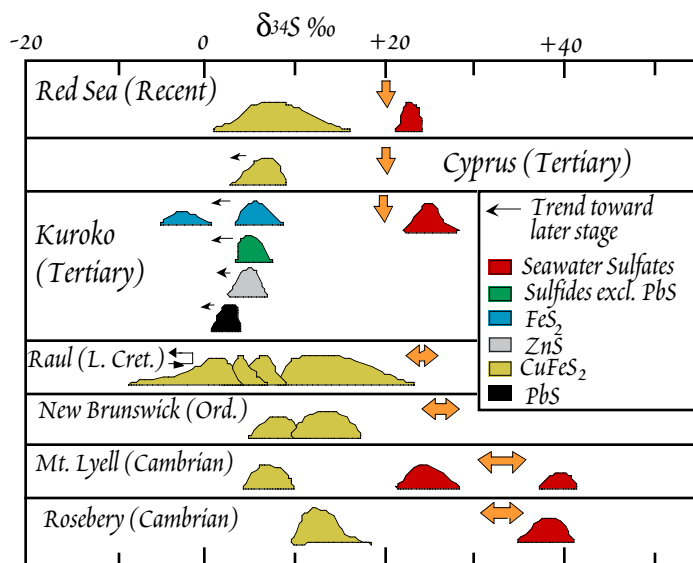 δ³⁴S ‰
-20 0 +20 +40
Red Sea (Recent)
Cyprus (Tertiary)
Kuroko
(Tertiary)
Trend toward
later stage
Seawater Sulfates
Sulfides excl. PbS
FeS₂
ZnS
CuFeS₂
PbS
Raul (L. Cret.)
New Brunswick (Ord.)
Mt. Lyell (Cambrian)
Rosebery (Cambrian)